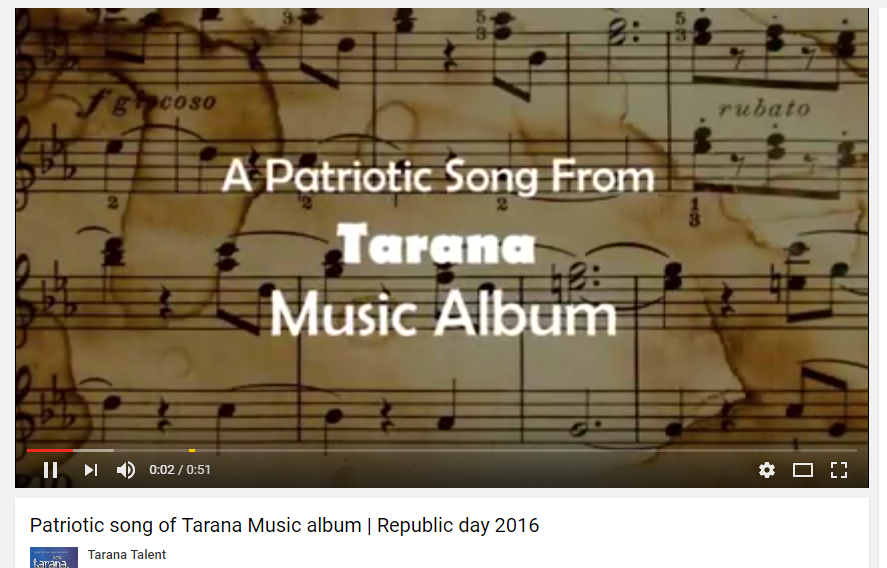 f giocoso
rubato
A Patriotic Song From
Tarana
Music Album
0:02 / 0:51
Patriotic song of Tarana Music album | Republic day 2016
Tarana Talent
tarana